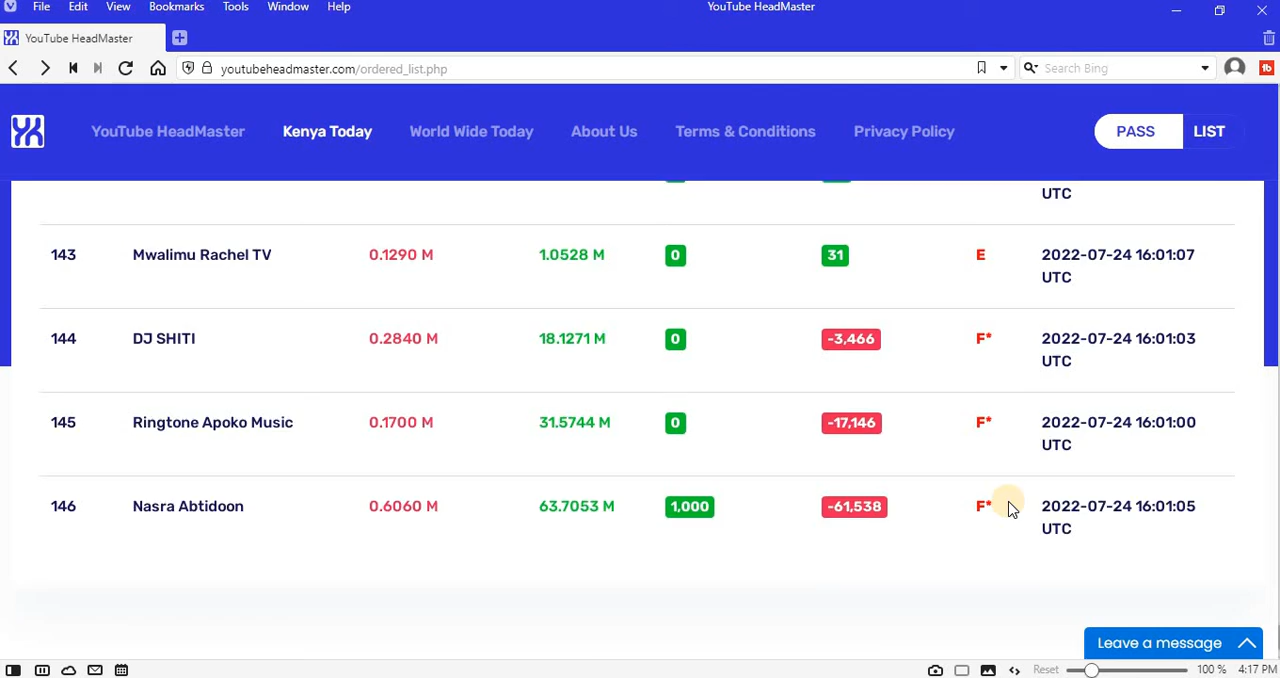 File Edit View Bookmarks Tools Window Help YouTube HeadMaster
YouTube HeadMaster
youtubeheadmaster.com/ordered_list.php Search Bing
YouTube HeadMaster Kenya Today World Wide Today About Us Terms & Conditions Privacy Policy PASS LIST
UTC
143 Mwalimu Rachel TV 0.1290 M 1.0528 M 0 31 E 2022-07-24 16:01:07
UTC
144 DJ SHITI 0.2840 M 18.1271 M 0 -3,466 F* 2022-07-24 16:01:03
UTC
145 Ringtone Apoko Music 0.1700 M 31.5744 M 0 -17,146 F* 2022-07-24 16:01:00
UTC
146 Nasra Abtidoon 0.6060 M 63.7053 M 1,000 -61,538 F* 2022-07-24 16:01:05
UTC
Leave a message
Reset 100 % 4:17 PM